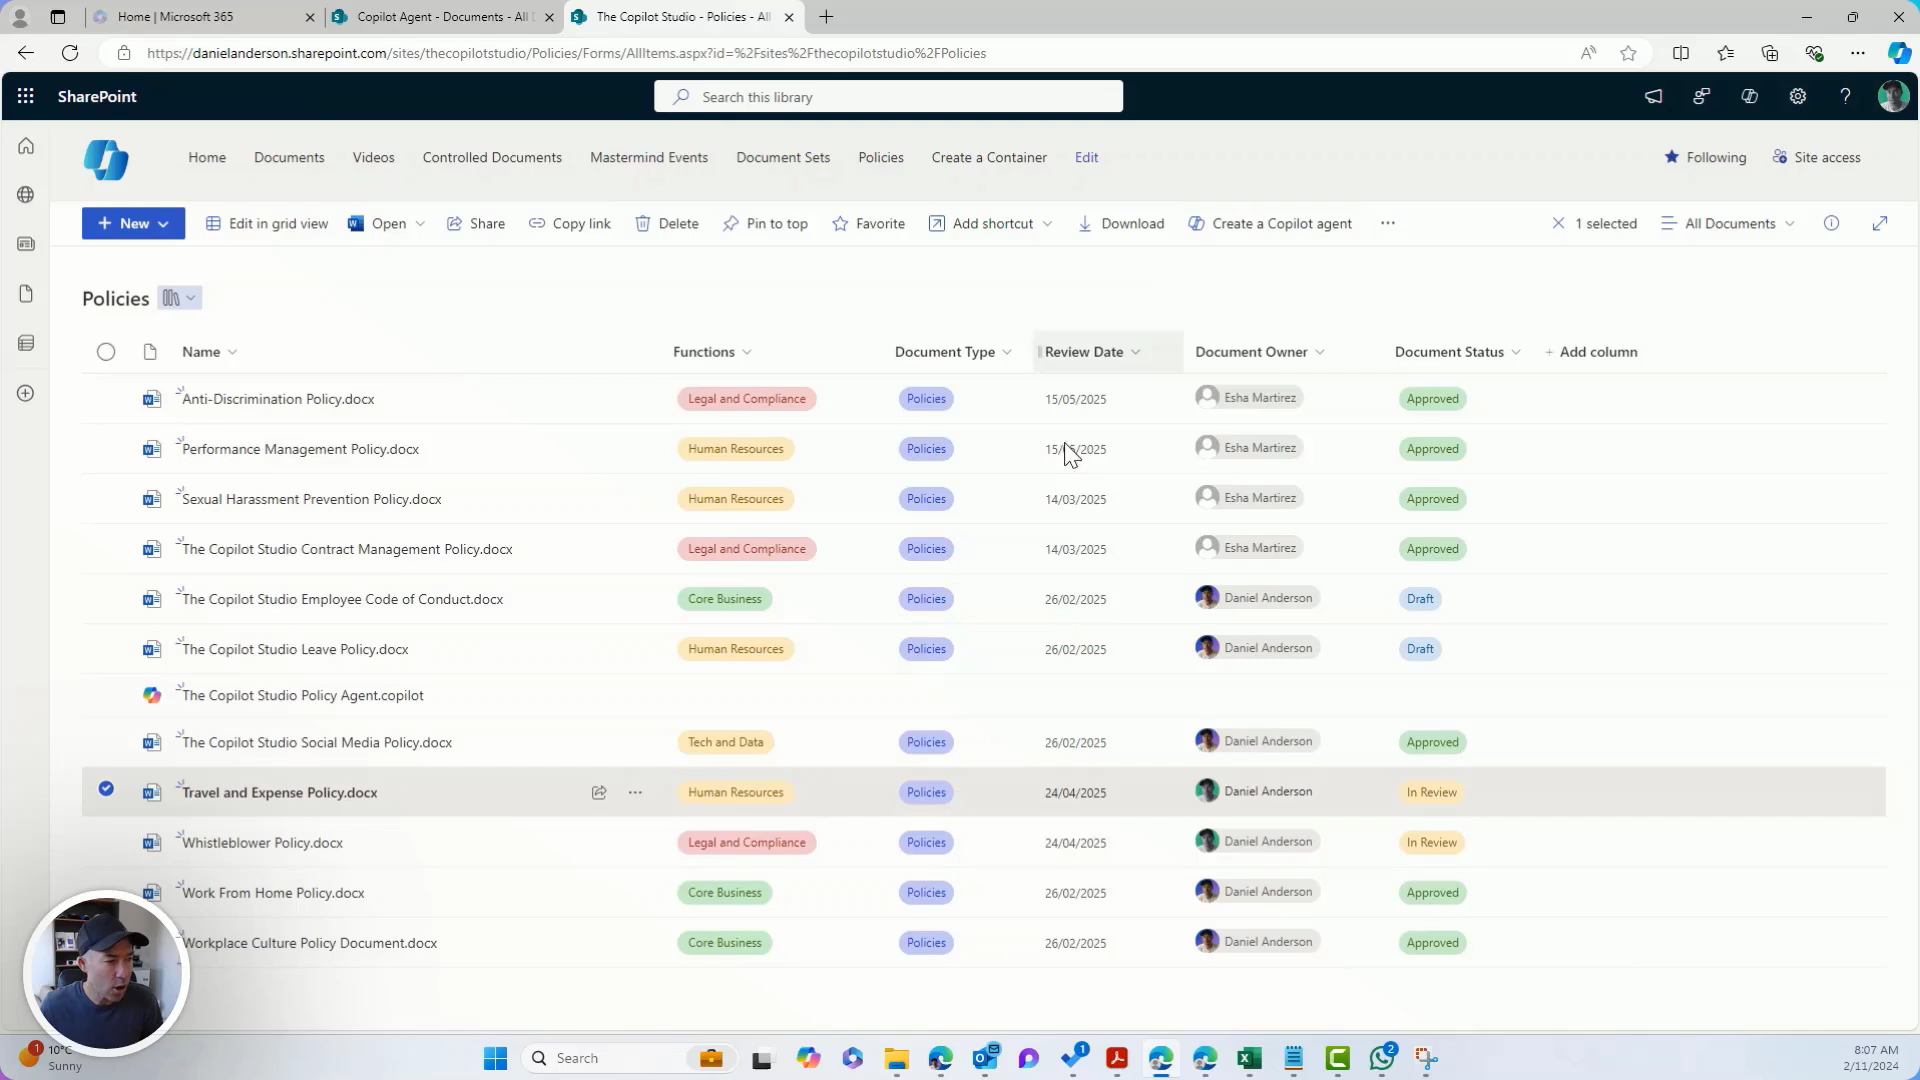 Home | Microsoft 365
Copilot Agent - Documents - All
The Copilot Studio - Policies - All
https://danielanderson.sharepoint.com/sites/thecopilotstudio/Policies/Forms/AllItems.aspx?id=%2Fsites%2Fthecopilotstudio%2FPolicies
SharePoint
Search this library
Home Documents Videos Controlled Documents Mastermind Events Document Sets Policies Create a Container Edit
Following Site access
New Edit in grid view Open Share Copy link Delete Pin to top Favorite Add shortcut Download Create a Copilot agent ··· 1 selected All Documents
Policies
Name Functions Document Type Review Date Document Owner Document Status + Add column
Anti-Discrimination Policy.docx Legal and Compliance Policies 15/05/2025 Esha Martirez Approved
Performance Management Policy.docx Human Resources Policies Esha Martirez Approved
Sexual Harassment Prevention Policy.docx Human Resources Policies 14/03/2025 Esha Martirez Approved
The Copilot Studio Contract Management Policy.docx Legal and Compliance Policies 14/03/2025 Esha Martirez Approved
The Copilot Studio Employee Code of Conduct.docx Core Business Policies 26/02/2025 Daniel Anderson Draft
The Copilot Studio Leave Policy.docx Human Resources Policies 26/02/2025 Daniel Anderson Draft
The Copilot Studio Policy Agent.copilot
The Copilot Studio Social Media Policy.docx Tech and Data Policies 26/02/2025 Daniel Anderson Approved
Travel and Expense Policy.docx ··· Human Resources Policies 24/04/2025 Daniel Anderson In Review
Whistleblower Policy.docx Legal and Compliance Policies 24/04/2025 Daniel Anderson In Review
Work From Home Policy.docx Core Business Policies 26/02/2025 Daniel Anderson Approved
Workplace Culture Policy Document.docx Core Business Policies 26/02/2025 Daniel Anderson Approved
1
10°C
Sunny
Search
1
2
8:07 AM
2/11/2024